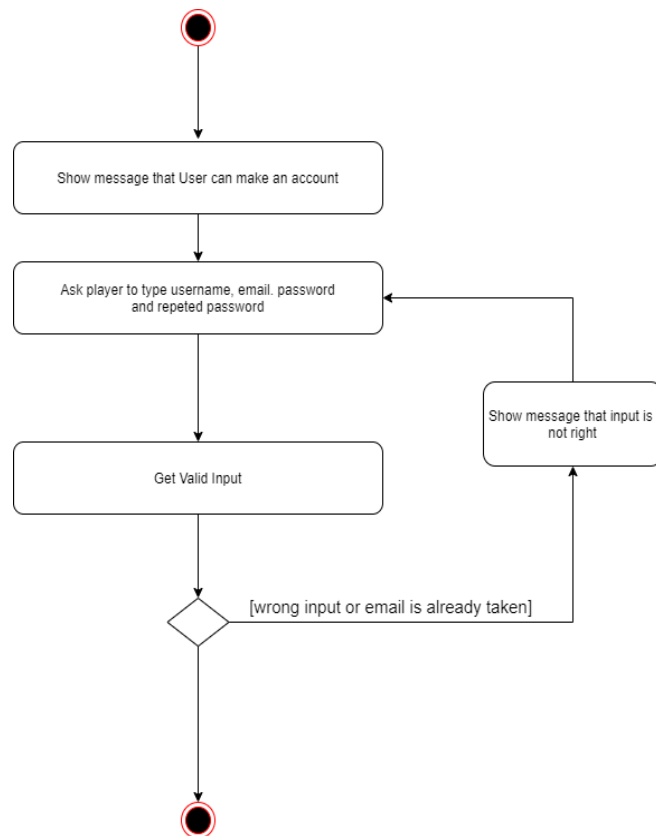 Show message that User can make an account
Ask player to type username, email. password
and repeted password
Show message that input is
not right
Get Valid Input
[wrong input or email is already taken]